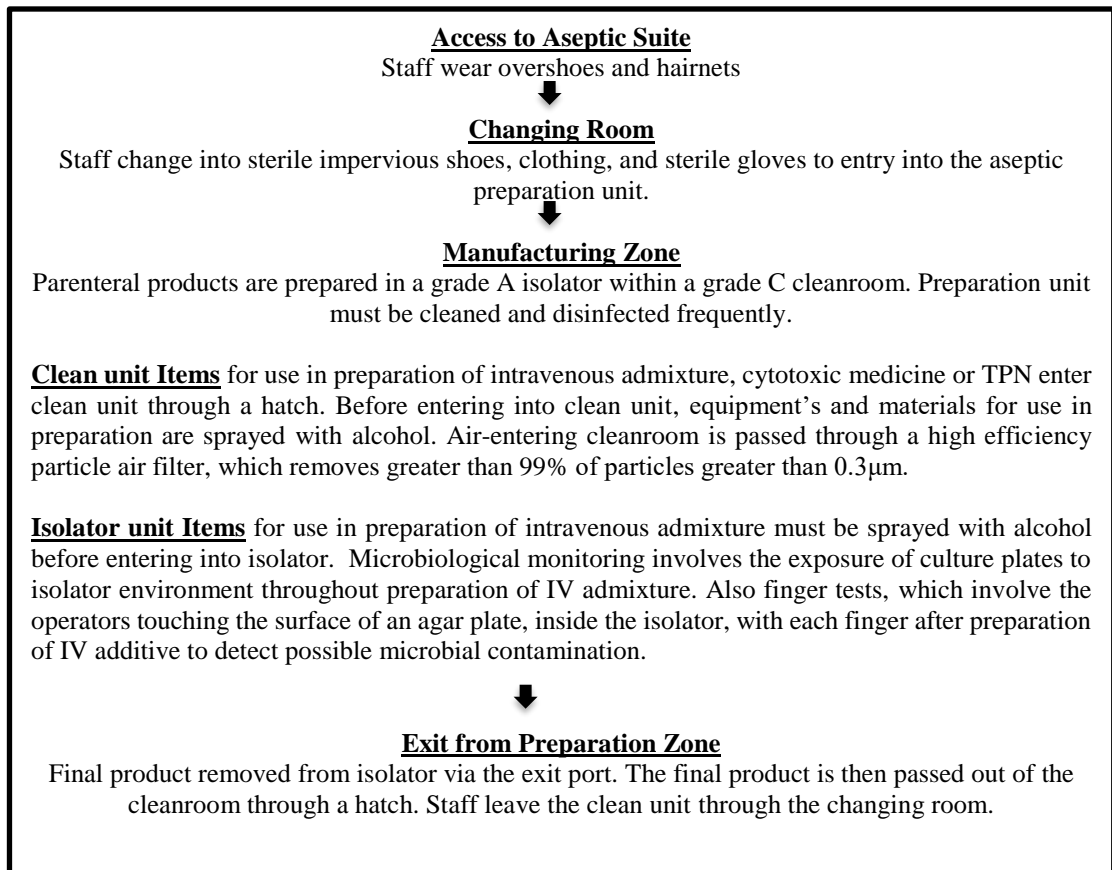 Access to Aseptic Suite
Staff wear overshoes and hairnets
Changing Room
Staff change into sterile impervious shoes, clothing, and sterile gloves to entry into the aseptic
preparation unit.
Manufacturing Zone
Parenteral products are prepared in a grade A isolator within a grade C cleanroom. Preparation unit
must be cleaned and disinfected frequently.
Clean unit Items for use in preparation of intravenous admixture, cytotoxic medicine or TPN enter
clean unit through a hatch. Before entering into clean unit, equipment’s and materials for use in
preparation are sprayed with alcohol. Air-entering cleanroom is passed through a high efficiency
particle air filter, which removes greater than 99% of particles greater than 0.3μm.
Isolator unit Items for use in preparation of intravenous admixture must be sprayed with alcohol
before entering into isolator. Microbiological monitoring involves the exposure of culture plates to
isolator environment throughout preparation of IV admixture. Also finger tests, which involve the
operators touching the surface of an agar plate, inside the isolator, with each finger after preparation
of IV additive to detect possible microbial contamination.
Exit from Preparation Zone
Final product removed from isolator via the exit port. The final product is then passed out of the
cleanroom through a hatch. Staff leave the clean unit through the changing room.